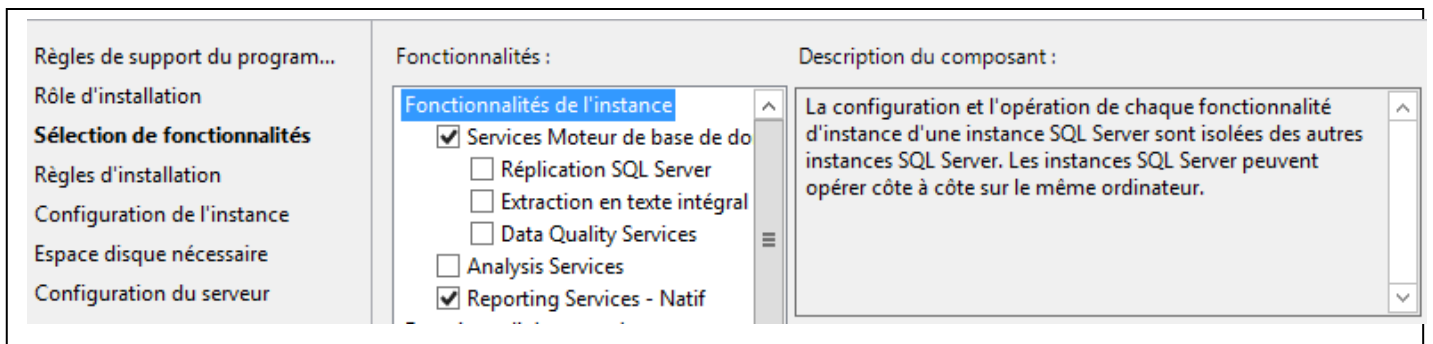 Règles de support du program...
Rôle d'installation
Sélection de fonctionnalités
Règles d'installation
Configuration de l'instance
Espace disque nécessaire
Configuration du serveur
Fonctionnalités :
Fonctionnalités de l'instance
Services Moteur de base de do
Réplication SQL Server
Extraction en texte intégral
Data Quality Services
Analysis Services
Reporting Services - Natif
Description du composant :
La configuration et l'opération de chaque fonctionnalité
d'instance d'une instance SQL Server sont isolées des autres
instances SQL Server. Les instances SQL Server peuvent
opérer côte à côte sur le même ordinateur.